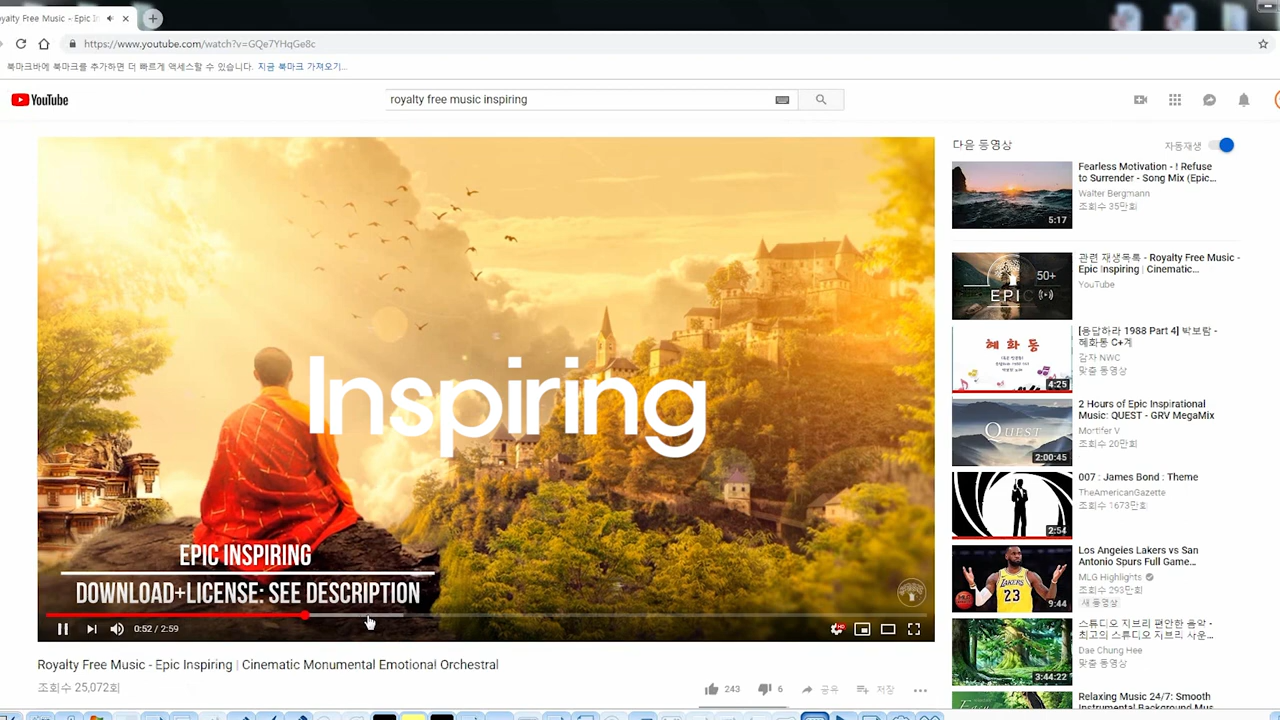 oyalty Free Music - Epic In
https://www.youtube.com/watch?v=GQe7YHqGe8c
북마크바에 북마크를 추가하면 더 빠르게 액세스할 수 있습니다. 지금 북마크 가져오기...
YouTube
royalty free music inspiring
Inspiring
EPIC INSPIRING
DOWNLOAD+LICENSE: SEE DESCRIPTION
0:52 / 2:59
HD
Royalty Free Music - Epic Inspiring | Cinematic Monumental Emotional Orchestral
조회수 25,072회
243
6
공유
저장
다음 동영상
자동재생
5:17
Fearless Motivation - I Refuse
to Surrender - Song Mix (Epic...
Walter Bergmann
조회수 35만회
50+
EPIC
관련 재생목록 - Royalty Free Music -
Epic Inspiring | Cinematic...
YouTube
혜화동
4:25
[응답하라 1988 Part 4] 박보람 -
혜화동 C+계
감자 NWC
맞춤 동영상
QUEST
2:00:45
2 Hours of Epic Inspirational
Music: QUEST - GRV MegaMix
Mortifer V
조회수 20만회
2:54
007 : James Bond : Theme
TheAmericanGazette
조회수 1673만회
LAKERS
23
9:44
Los Angeles Lakers vs San
Antonio Spurs Full Game...
MLG Highlights
조회수 293만회
새 동영상
3:44:22
스튜디오 지브리 편안한 음악 -
최고의 스튜디오 지브리 사운...
Dae Chung Hee
맞춤 동영상
Relaxing Music 24/7: Smooth
Instrumental Background Mus